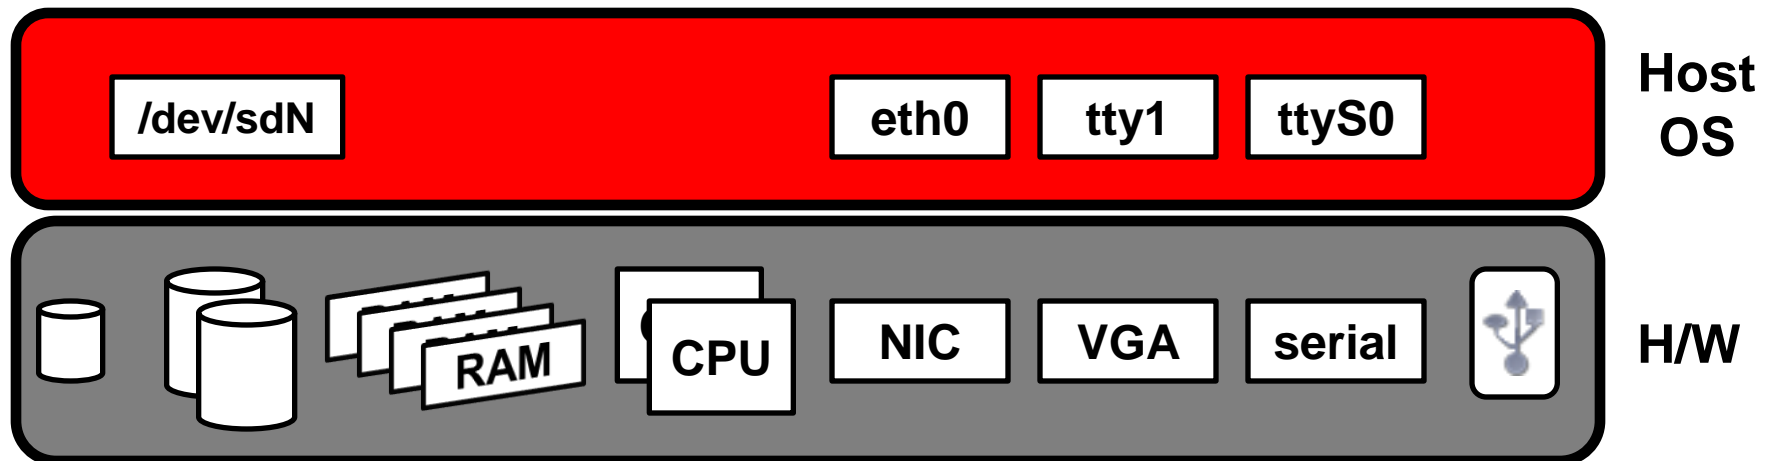 /dev/sdN
eth0
tty1
ttyS0
Host
OS
RAM
CPU
NIC
VGA
serial
H/W